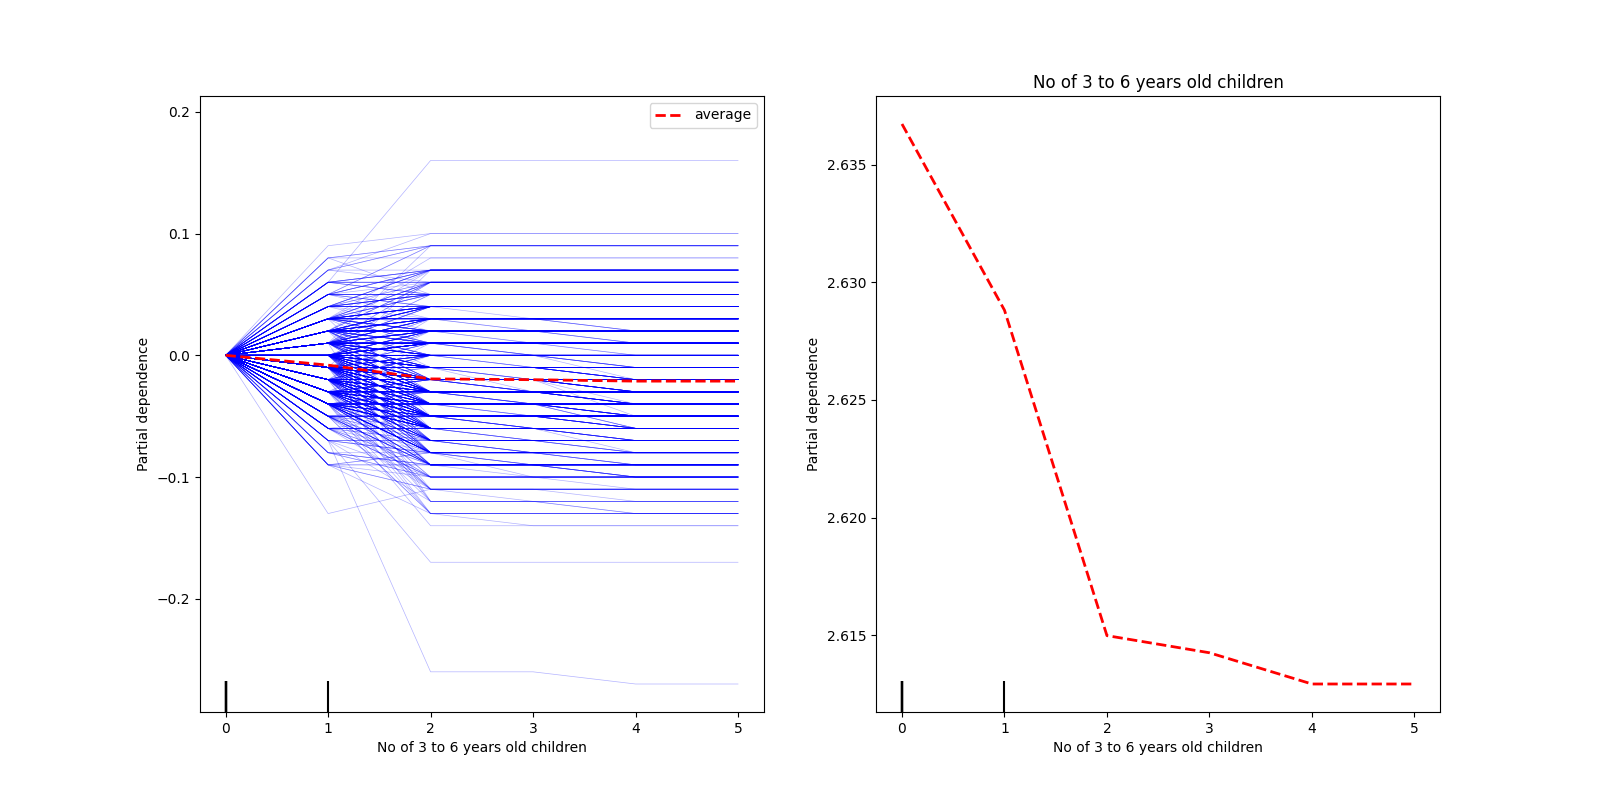 No of 3 to 6 years old children
average
0.2
0.1
0.0
−0.1
−0.2
Partial dependence
0 1 2 3 4 5
No of 3 to 6 years old children
2.635
2.630
2.625
2.620
2.615
Partial dependence
0 1 2 3 4 5
No of 3 to 6 years old children